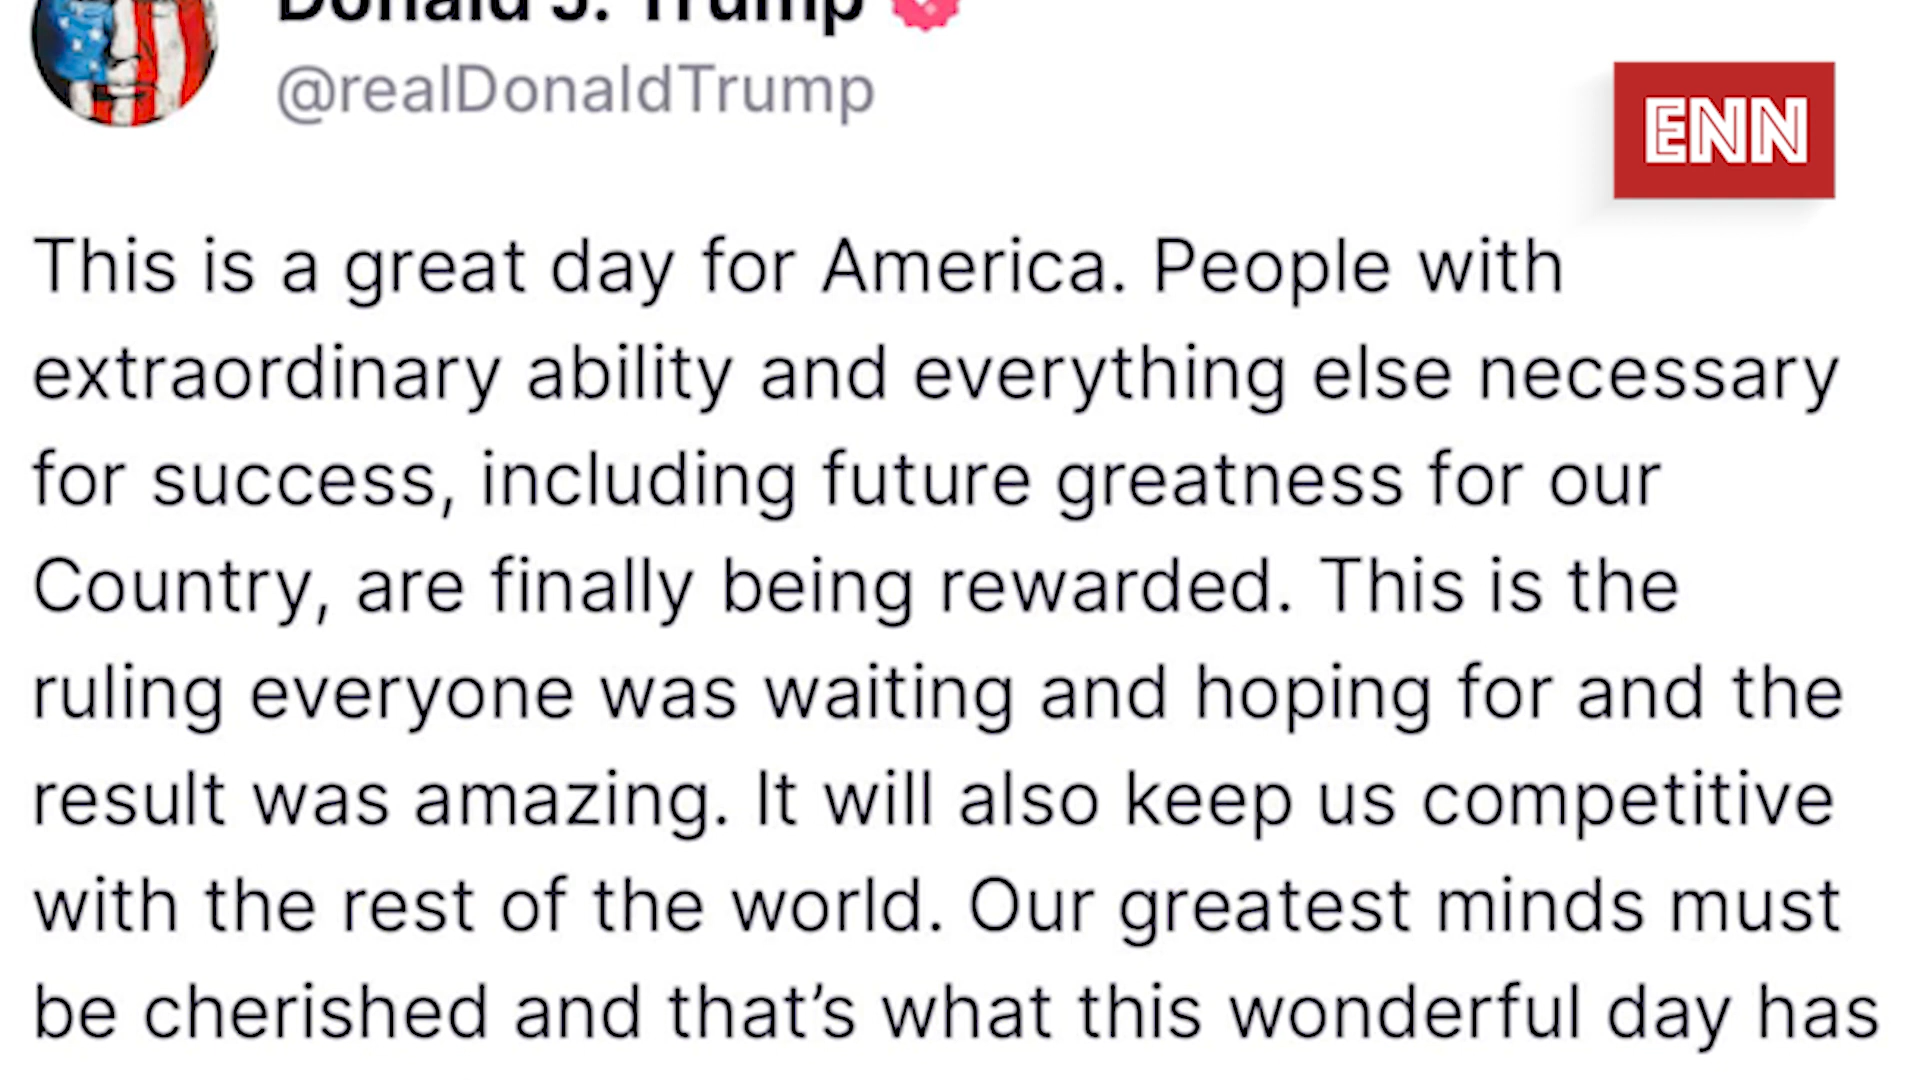 Donald J. Trump
@realDonaldTrump
ENN
This is a great day for America. People with
extraordinary ability and everything else necessary
for success, including future greatness for our
Country, are finally being rewarded. This is the
ruling everyone was waiting and hoping for and the
result was amazing. It will also keep us competitive
with the rest of the world. Our greatest minds must
be cherished and that’s what this wonderful day has